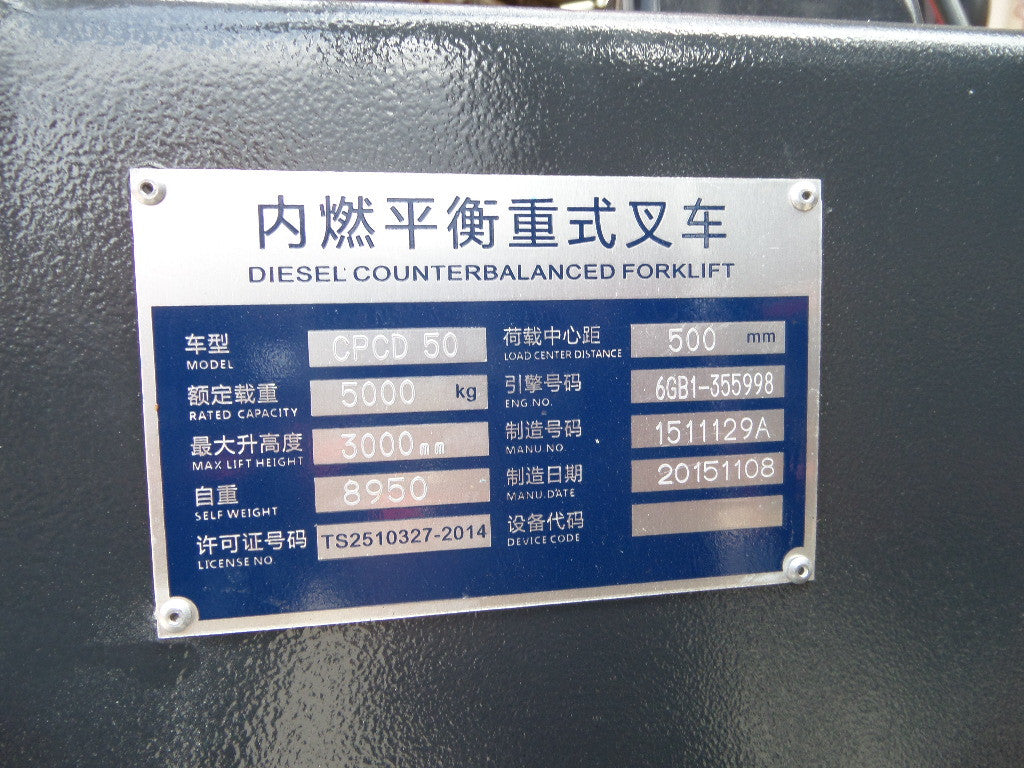 内燃平衡重式叉车
DIESEL COUNTERBALANCED FORKLIFT
车型 CPCD 50
MODEL
额定载重 5000 kg
RATED CAPACITY
最大升高度 3000mm
MAX LIFT HEIGHT
自重 8950
SELF WEIGHT
许可证号码 TS2510327-2014
LICENSE NO.
荷载中心距 500 mm
LOAD CENTER DISTANCE
引擎号码 6GB1-355998
ENG.NO.
制造号码 1511129A
MANU.NO.
制造日期 20151108
MANU.DATE
设备代码
DEVICE CODE